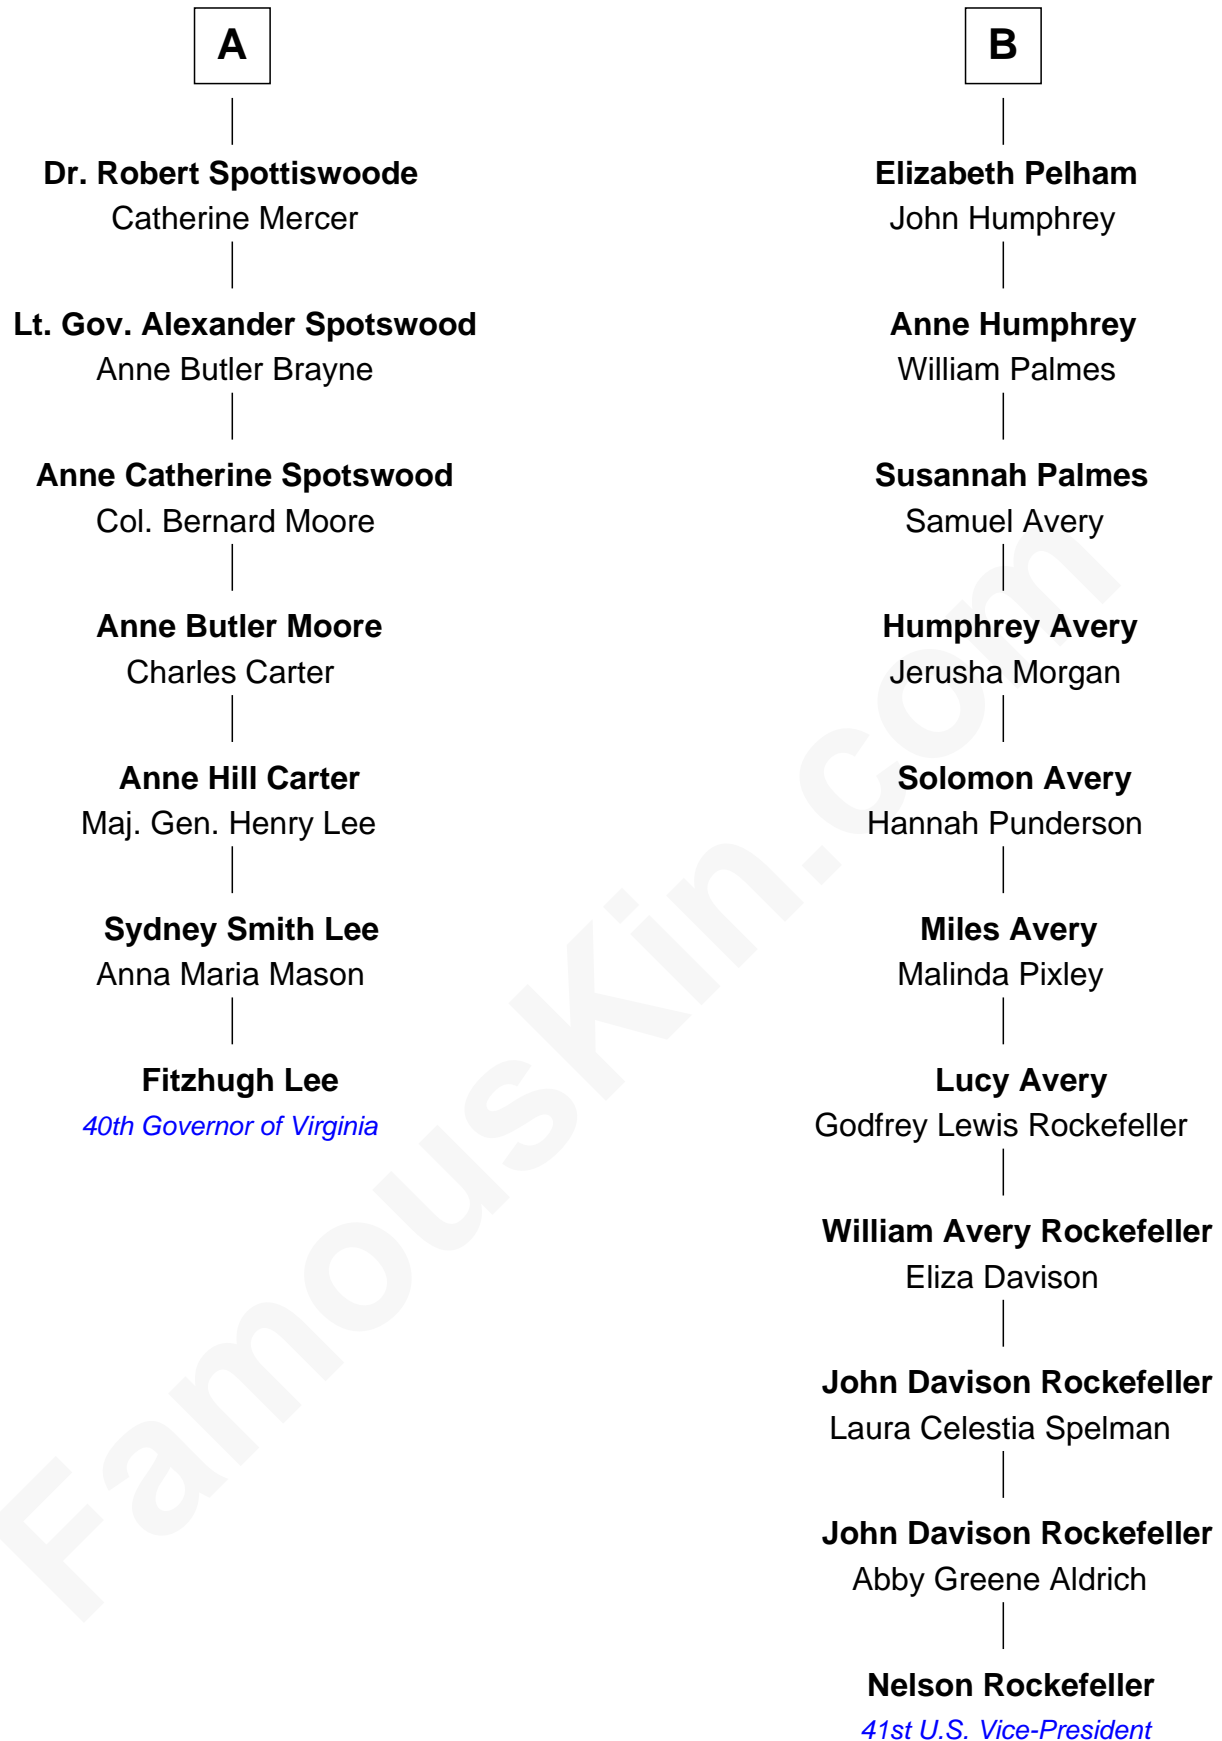 A
Dr. Robert Spottiswoode
Catherine Mercer
Lt. Gov. Alexander Spotswood
Anne Butler Brayne
Anne Catherine Spotswood
Col. Bernard Moore
Anne Butler Moore
Charles Carter
Anne Hill Carter
Maj. Gen. Henry Lee
Sydney Smith Lee
Anna Maria Mason
Fitzhugh Lee
40th Governor of Virginia
B
Elizabeth Pelham
John Humphrey
Anne Humphrey
William Palmes
Susannah Palmes
Samuel Avery
Humphrey Avery
Jerusha Morgan
Solomon Avery
Hannah Punderson
Miles Avery
Malinda Pixley
Lucy Avery
Godfrey Lewis Rockefeller
William Avery Rockefeller
Eliza Davison
John Davison Rockefeller
Laura Celestia Spelman
John Davison Rockefeller
Abby Greene Aldrich
Nelson Rockefeller
41st U.S. Vice-President
FamousKin.com